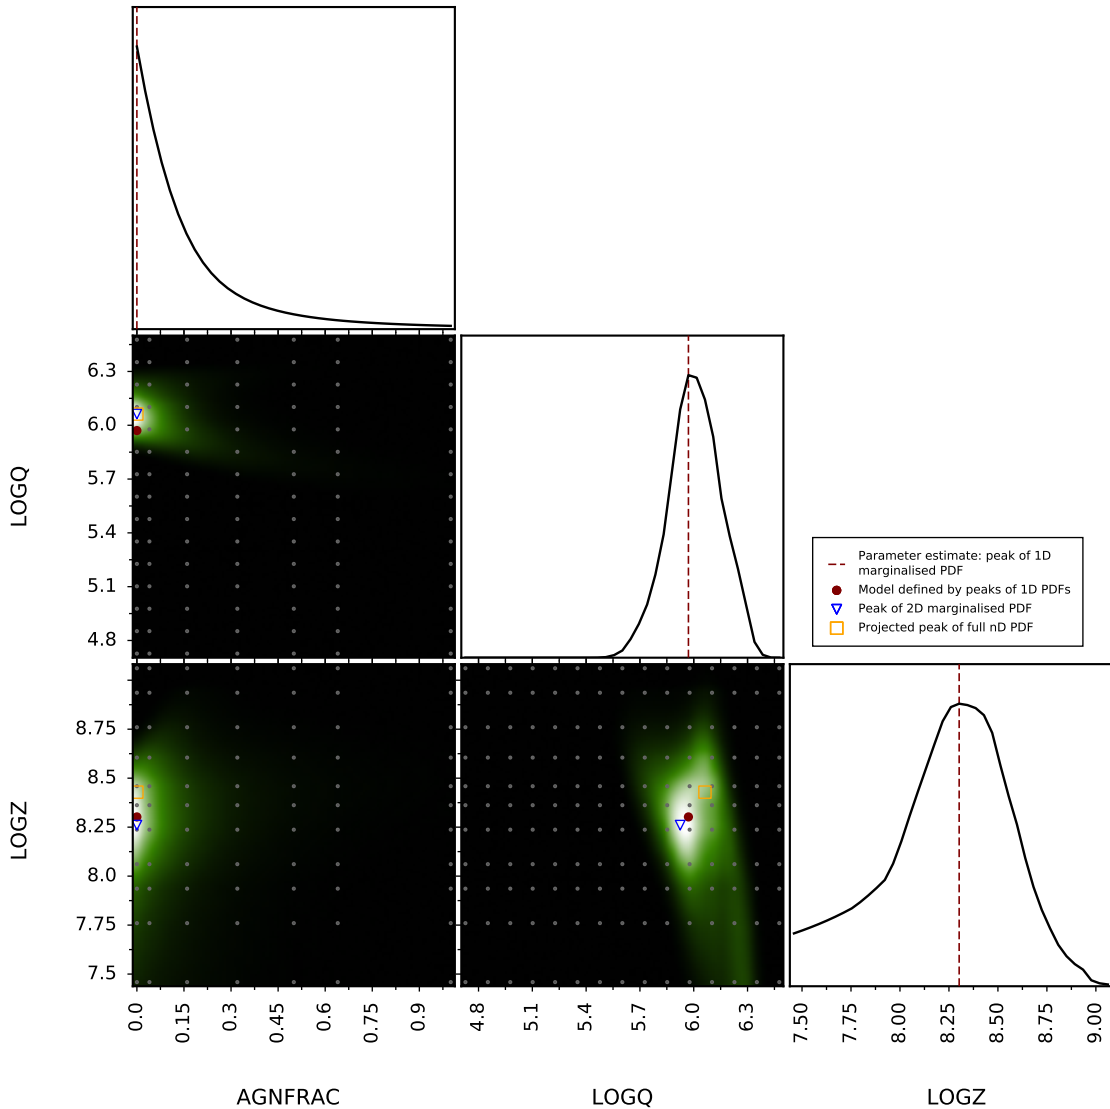 LOGQ
6.3
6.0
5.7
5.4
5.1
4.8
Parameter estimate: peak of 1D
marginalised PDF
Model defined by peaks of 1D PDFs
Peak of 2D marginalised PDF
Projected peak of full nD PDF
LOGZ
8.75
8.5
8.25
8.0
7.75
7.5
0.0 0.15 0.3 0.45 0.6 0.75 0.9
4.8 5.1 5.4 5.7 6.0 6.3
7.50 7.75 8.00 8.25 8.50 8.75 9.00
AGNFRAC
LOGQ
LOGZ